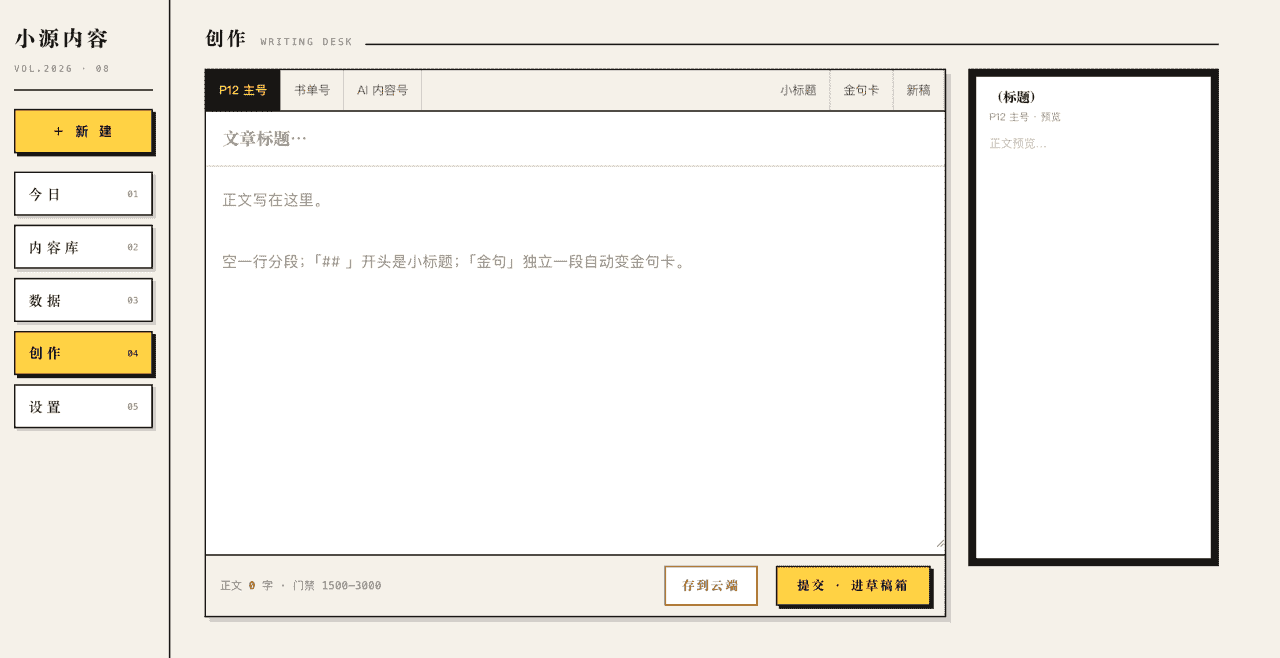 小源内容
VOL.2026 · 08
+ 新 建
今日 01
内容库 02
数据 03
创作 04
设置 05
创作 WRITING DESK
P12 主号 书单号 AI 内容号 小标题 金句卡 新稿
文章标题…
正文写在这里。
空一行分段；「## 」开头是小标题；「金句」独立一段自动变金句卡。
正文 0 字 · 门禁 1500–3000 存到云端 提交 · 进草稿箱
(标题)
P12 主号 · 预览
正文预览…